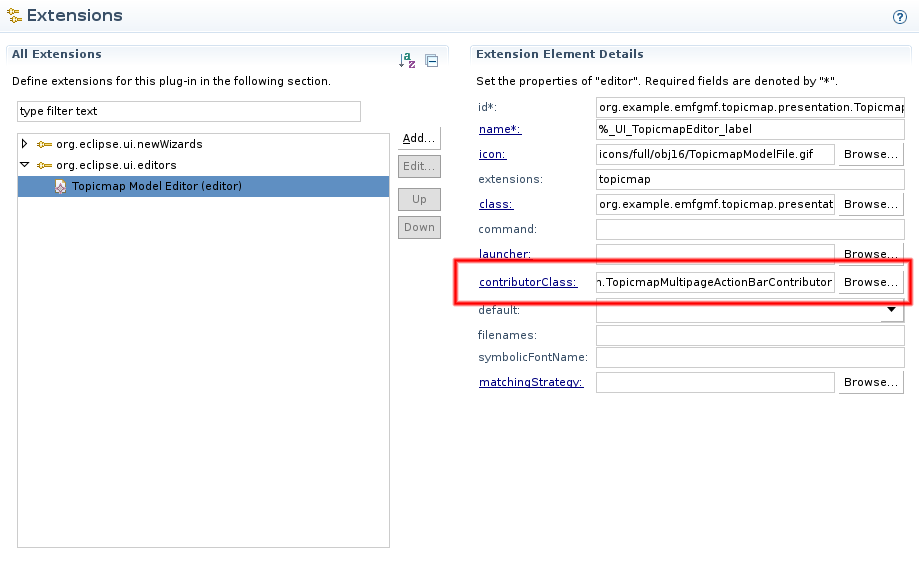 Extensions
All Extensions
Define extensions for this plug-in in the following section.
type filter text
org.eclipse.ui.newWizards
org.eclipse.ui.editors
Topicmap Model Editor (editor)
Add...
Edit...
Up
Down
Extension Element Details
Set the properties of "editor". Required fields are denoted by "*".
id*: org.example.emfgmf.topicmap.presentation.Topicmap
name*: %_UI_TopicmapEditor_label
icon: icons/full/obj16/TopicmapModelFile.gif Browse...
extensions: topicmap
class: org.example.emfgmf.topicmap.presentat Browse...
command:
launcher: Browse...
contributorClass: n.TopicmapMultipageActionBarContributor Browse...
default:
filenames:
symbolicFontName:
matchingStrategy: Browse...